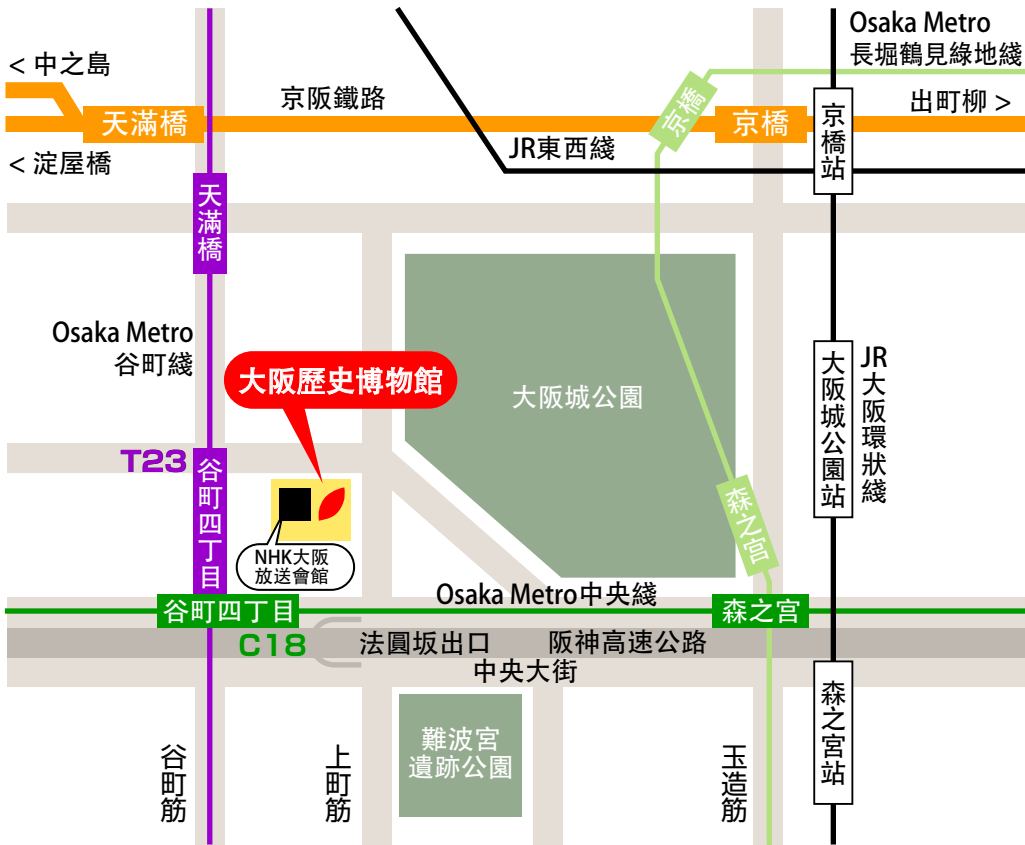 Osaka Metro
長堀鶴見綠地綫
< 中之島
京阪鐵路
出町柳 >
天滿橋
京橋
京橋
京橋站
< 淀屋橋
JR東西綫
天滿橋
Osaka Metro
谷町綫
大阪歷史博物館
大阪城公園
大阪城公園站
JR
大阪環狀綫
T23
谷町四丁目
森之宮
NHK大阪
放送會館
Osaka Metro中央綫
谷町四丁目
森之宮
C18
法圓坂出口
阪神高速公路
中央大街
森之宮站
難波宮
遺跡公園
谷町筋
上町筋
玉造筋